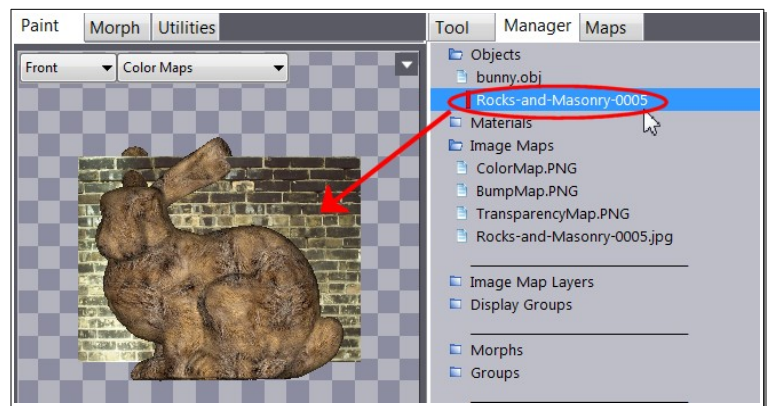 Paint Morph Utilities
Front Color Maps
Tool Manager Maps
Objects
bunny.obj
Rocks-and-Masonry-0005
Materials
Image Maps
ColorMap.PNG
BumpMap.PNG
TransparencyMap.PNG
Rocks-and-Masonry-0005.jpg
Image Map Layers
Display Groups
Morphs
Groups